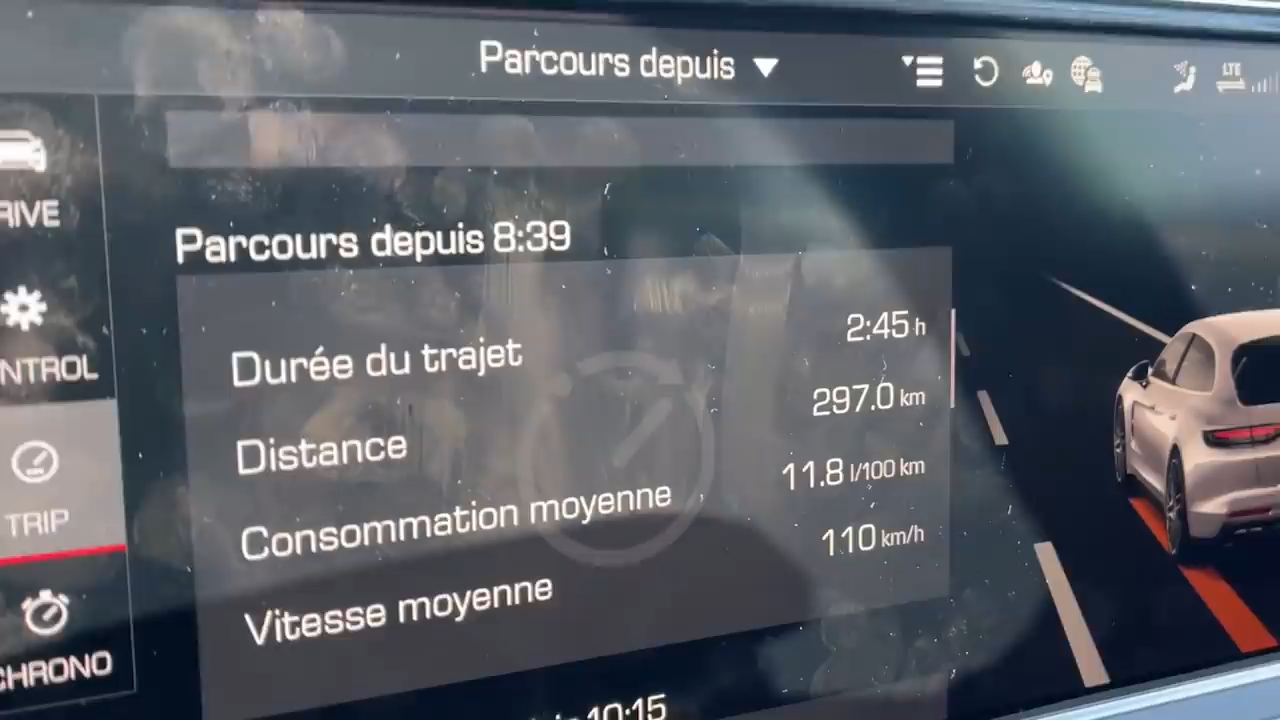 Parcours depuis
LTE
RIVE
NTROL
TRIP
CHRONO
Parcours depuis 8:39
Durée du trajet 2:45 h
Distance 297.0 km
Consommation moyenne 11.8 l/100 km
Vitesse moyenne 110 km/h
10:15